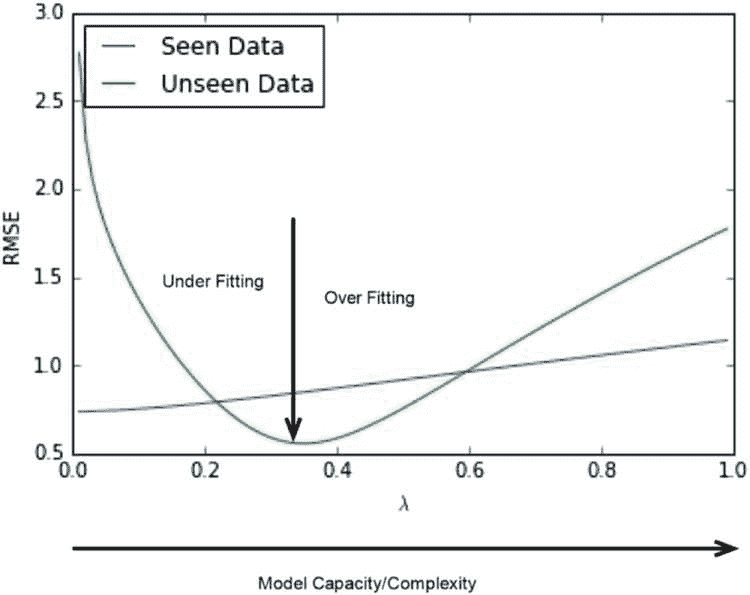 3.0
Seen Data
Unseen Data
2.5
2.0
RMSE
1.5
Under Fitting
Over Fitting
1.0
0.5
0.0 0.2 0.4 0.6 0.8 1.0
λ
Model Capacity/Complexity